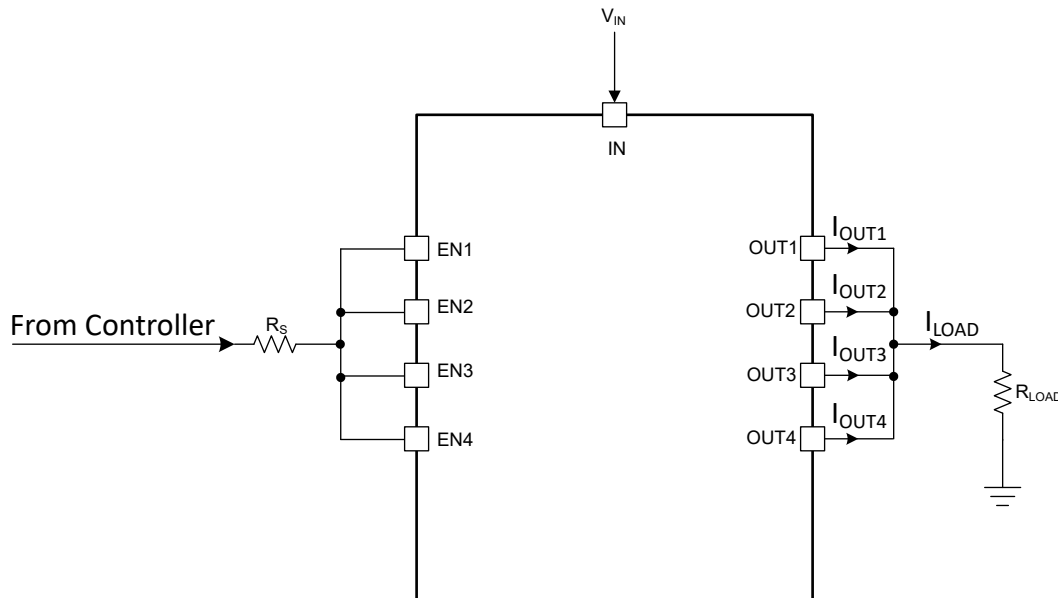 VIN
IN
EN1
OUT1
IOUT1
EN2
OUT2
IOUT2
From Controller
RS
ILOAD
EN3
OUT3
IOUT3
RLOAD
EN4
OUT4
IOUT4